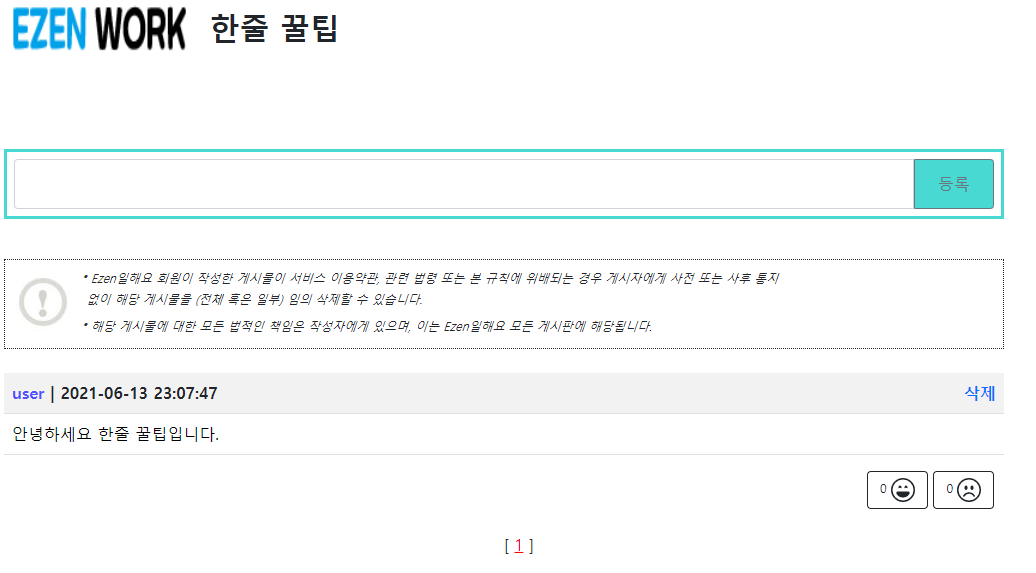 EZEN WORK 한줄 꿀팁
등록
* Ezen일해요 회원이 작성한 게시물이 서비스 이용약관, 관련 법령 또는 본 규칙에 위배되는 경우 게시자에게 사전 또는 사후 통지
없이 해당 게시물을 (전체 혹은 일부) 임의 삭제할 수 있습니다.
* 해당 게시물에 대한 모든 법적인 책임은 작성자에게 있으며, 이는 Ezen일해요 모든 게시판에 해당됩니다.
user | 2021-06-13 23:07:47 삭제
안녕하세요 한줄 꿀팁입니다.
0 0
[ 1 ]